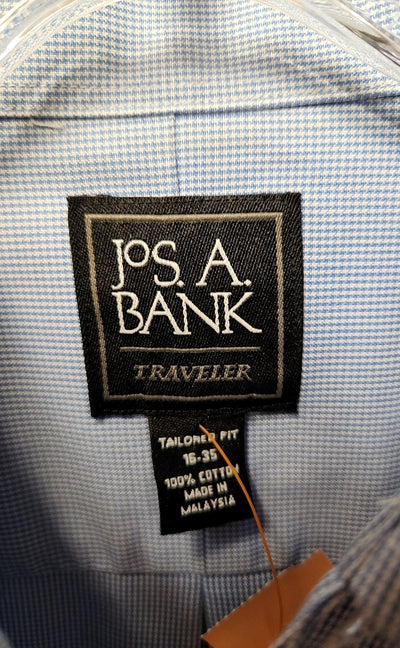 JOS. A.
BANK
TRAVELER
TAILORED FIT
16-35
100% COTTON
MADE IN
MALAYSIA